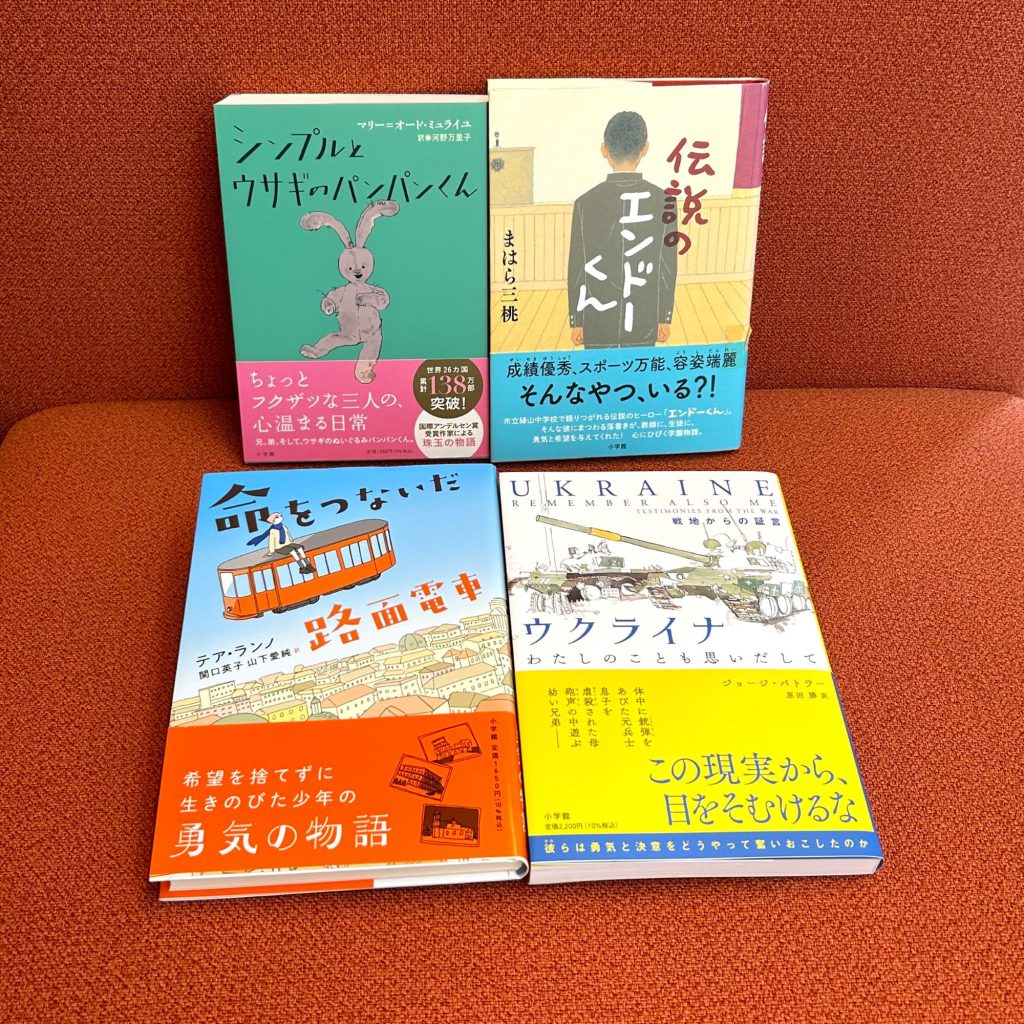 マリー=オード・ミュライユ
訳◉河野万里子
シンプルと
ウサギのパンパンくん
ちょっと
フクザツな三人の、
心温まる日常
兄、弟、そして、ウサギのぬいぐるみパンパンくん。
小学館
世界26カ国
累計138万部
突破!
国際アンデルセン賞
受賞作家による
珠玉の物語
伝説の
エンドー
くん
まはら三桃
せいせきゆうしゅう
ようしたんれい
成績優秀、スポーツ万能、容姿端麗
そんなやつ、いる?!
市立緑山中学校で語りつがれる伝説のヒーロー「エンドーくん」。
そんな彼にまつわる落書きが、教師に、生徒に、
勇気と希望を与えてくれた! 心にひびく学園物語。
小学館
命をつないだ
路面電車
テア・ランノ
関口英子 山下愛純 訳
小学館 定価1650円(10%税込)
希望を捨てずに
生きのびた少年の
勇気の物語
UKRAINE
REMEMBER ALSO ME
TESTIMONIES FROM THE WAR
戦地からの証言
ウクライナ
わたしのことも思いだして
ジョージ・バトラー
原田 勝 訳
体中に銃弾を
あびた元兵士
息子を
虐殺された母
砲声の中遊ぶ
幼い兄弟——
この現実から、
目をそむけるな
小学館
定価2,200円(10%税込)
彼らは勇気と決意をどうやって奮いおこしたのか